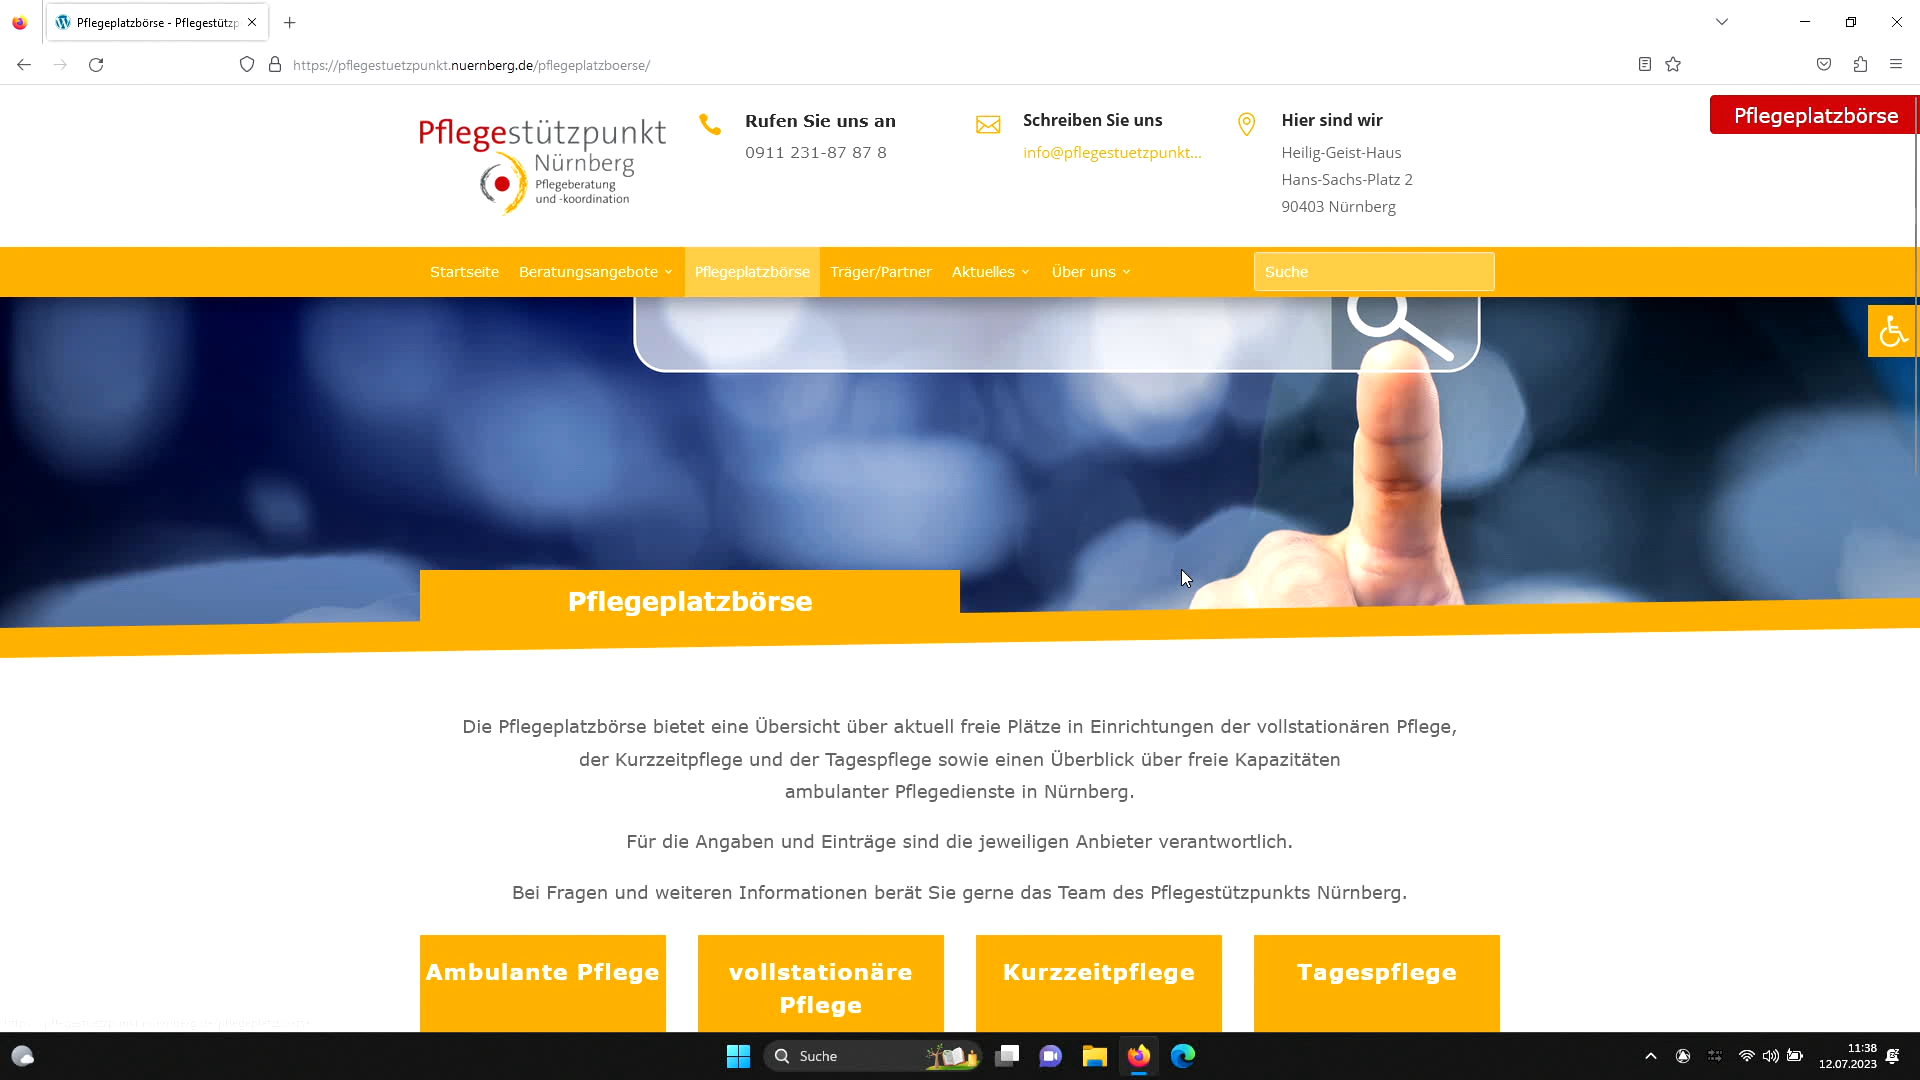 Pflegeplatzbörse - Pflegestützp
https://pflegestuetzpunkt.nuernberg.de/pflegeplatzboerse/
Pflegeplatzbörse
Pflegestützpunkt
Nürnberg
Pflegeberatung
und -koordination
Rufen Sie uns an
0911 231-87 87 8
Schreiben Sie uns
info@pflegestuetzpunkt...
Hier sind wir
Heilig-Geist-Haus
Hans-Sachs-Platz 2
90403 Nürnberg
Startseite Beratungsangebote Pflegeplatzbörse Träger/Partner Aktuelles Über uns Suche
Pflegeplatzbörse
Die Pflegeplatzbörse bietet eine Übersicht über aktuell freie Plätze in Einrichtungen der vollstationären Pflege,
der Kurzzeitpflege und der Tagespflege sowie einen Überblick über freie Kapazitäten
ambulanter Pflegedienste in Nürnberg.
Für die Angaben und Einträge sind die jeweiligen Anbieter verantwortlich.
Bei Fragen und weiteren Informationen berät Sie gerne das Team des Pflegestützpunkts Nürnberg.
Ambulante Pflege
vollstationäre
Pflege
Kurzzeitpflege
Tagespflege
Suche
11:38
12.07.2023